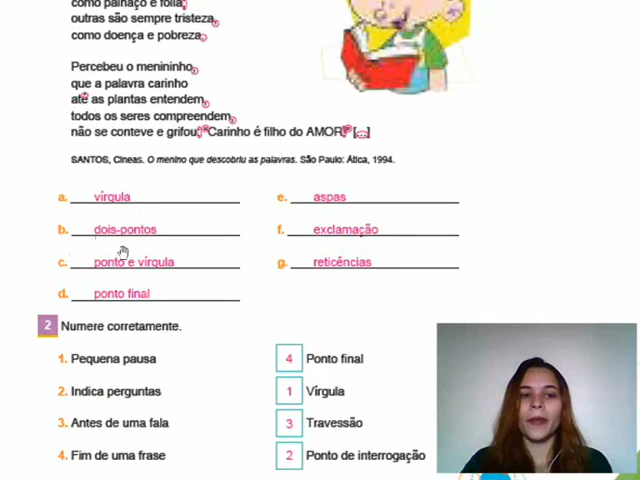 como palhaço e folia;
outras são sempre tristeza,
como doença e pobreza.
Percebeu o menininho,
que a palavra carinho
até as plantas entendem,
todos os seres compreendem,
não se conteve e grifou: "Carinho é filho do AMOR!" [...]
SANTOS, Cineas. O menino que descobriu as palavras. São Paulo: Ática, 1994.
a. vírgula
b. dois-pontos
c. ponto e vírgula
d. ponto final
e. aspas
f. exclamação
g. reticências
2 Numere corretamente.
1. Pequena pausa
2. Indica perguntas
3. Antes de uma fala
4. Fim de uma frase
4 Ponto final
1 Vírgula
3 Travessão
2 Ponto de interrogação